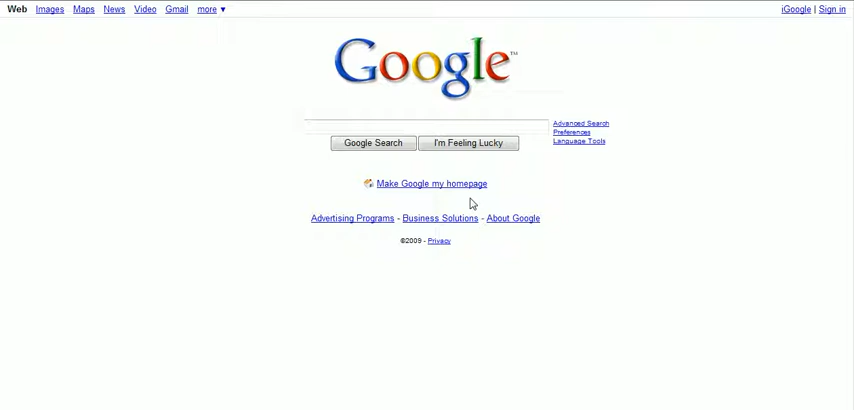 Web Images Maps News Video Gmail more ▼ iGoogle | Sign in
Google™
Advanced Search
Preferences
Language Tools
Google Search I'm Feeling Lucky
Make Google my homepage
Advertising Programs - Business Solutions - About Google
©2009 - Privacy